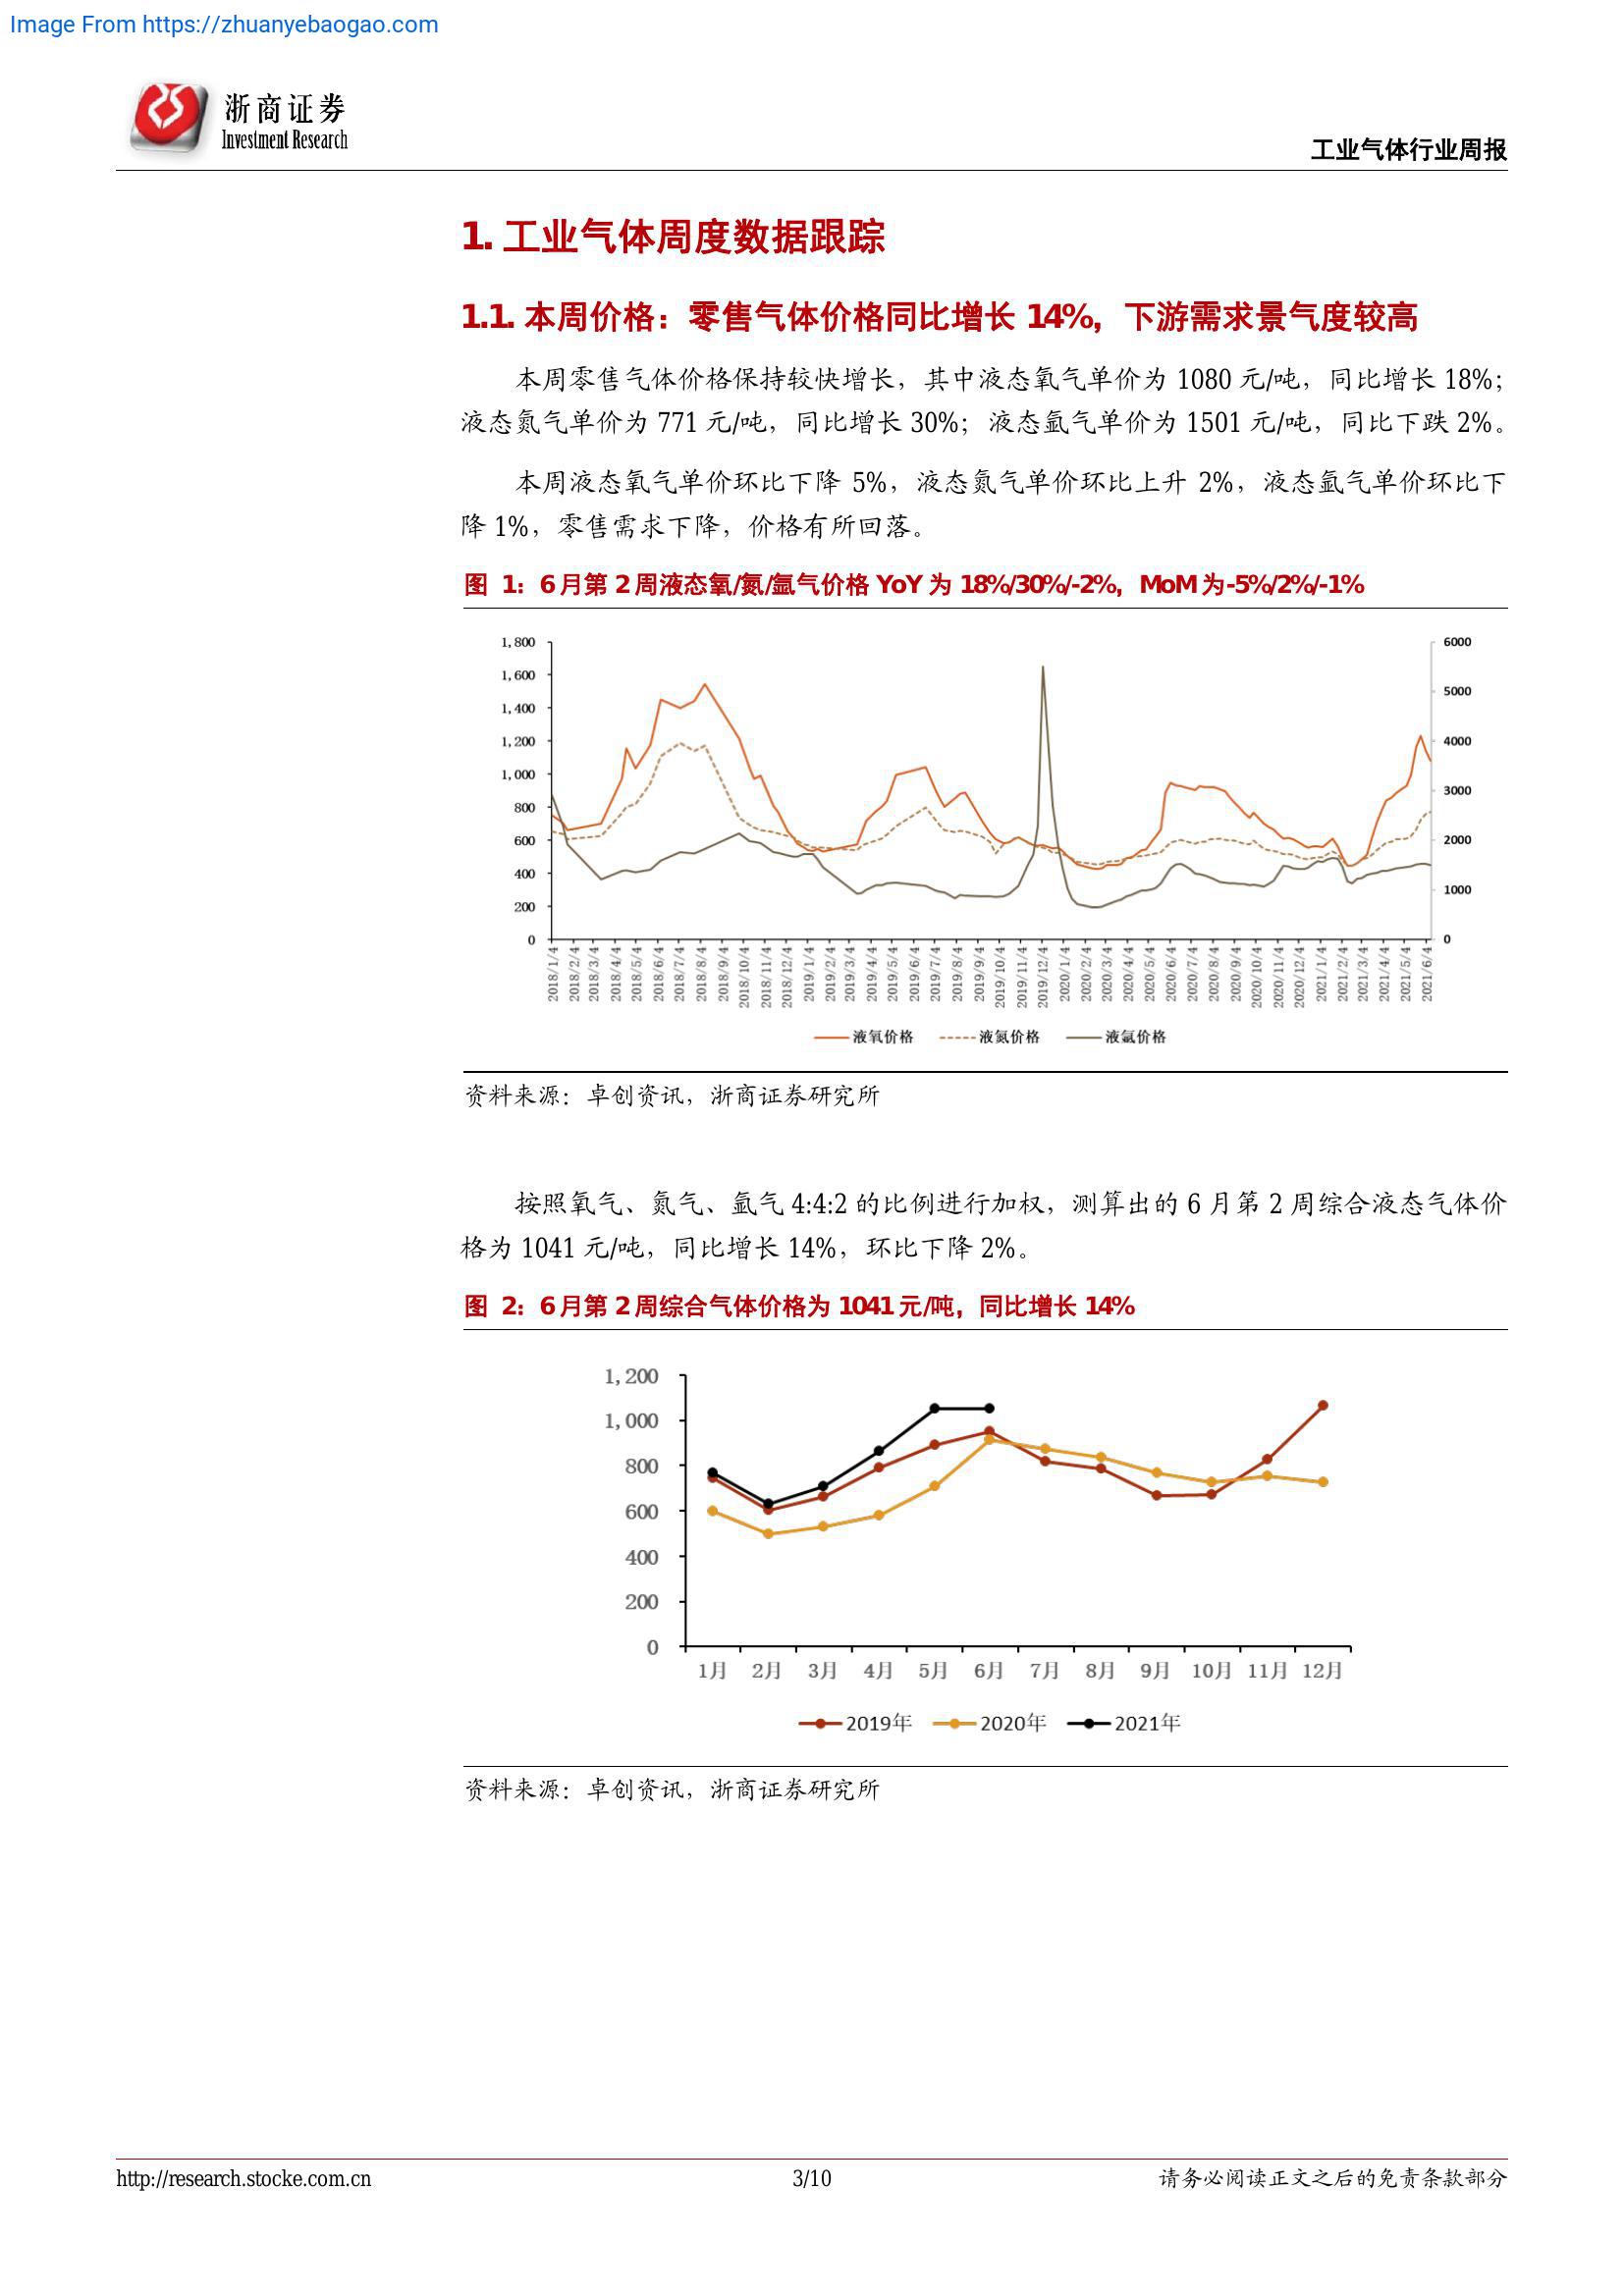 Image From https://zhuanyebaogao.com
浙商证券
Investment Research
工业气体行业周报
1. 工业气体周度数据跟踪
1.1. 本周价格：零售气体价格同比增长 14%，下游需求景气度较高
本周零售气体价格保持较快增长，其中液态氧气单价为 1080 元/吨，同比增长 18%；
液态氮气单价为 771 元/吨，同比增长 30%；液态氩气单价为 1501 元/吨，同比下跌 2%。
本周液态氧气单价环比下降 5%，液态氮气单价环比上升 2%，液态氩气单价环比下
降 1%，零售需求下降，价格有所回落。
图 1：6 月第 2 周液态氧/氮/氩气价格 YoY 为 18%/30%/-2%，MoM 为-5%/2%/-1%
1,800
1,600
1,400
1,200
1,000
800
600
400
200
0
6000
5000
4000
3000
2000
1000
0
2018/1/4 2018/2/4 2018/3/4 2018/4/4 2018/5/4 2018/6/4 2018/7/4 2018/8/4 2018/9/4 2018/10/4 2018/11/4 2018/12/4 2019/1/4 2019/2/4 2019/3/4 2019/4/4 2019/5/4 2019/6/4 2019/7/4 2019/8/4 2019/9/4 2019/10/4 2019/11/4 2019/12/4 2020/1/4 2020/2/4 2020/3/4 2020/4/4 2020/5/4 2020/6/4 2020/7/4 2020/8/4 2020/9/4 2020/10/4 2020/11/4 2020/12/4 2021/1/4 2021/2/4 2021/3/4 2021/4/4 2021/5/4 2021/6/4
液氧价格 液氮价格 液氩价格
资料来源：卓创资讯，浙商证券研究所
按照氧气、氮气、氩气 4:4:2 的比例进行加权，测算出的 6 月第 2 周综合液态气体价
格为 1041 元/吨，同比增长 14%，环比下降 2%。
图 2：6 月第 2 周综合气体价格为 1041 元/吨，同比增长 14%
1,200
1,000
800
600
400
200
0
1月 2月 3月 4月 5月 6月 7月 8月 9月 10月 11月 12月
2019年 2020年 2021年
资料来源：卓创资讯，浙商证券研究所
http://research.stocke.com.cn 3/10 请务必阅读正文之后的免责条款部分